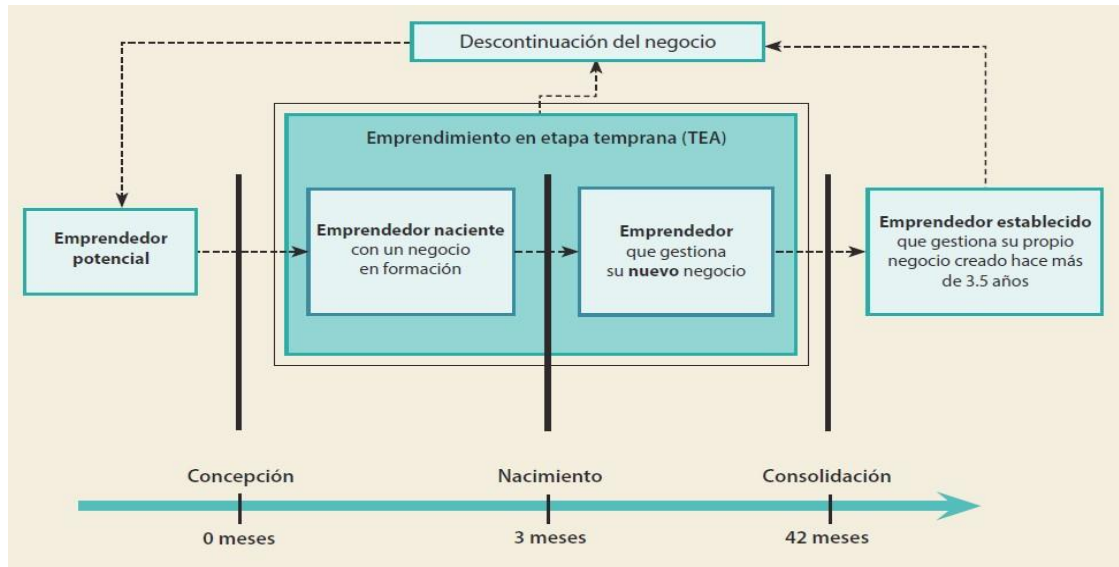 Descontinuación del negocio
Emprendimiento en etapa temprana (TEA)
Emprendedor
potencial
Emprendedor naciente
con un negocio
en formación
Emprendedor
que gestiona
su nuevo negocio
Emprendedor establecido
que gestiona su propio
negocio creado hace más
de 3.5 años
Concepción
Nacimiento
Consolidación
0 meses
3 meses
42 meses